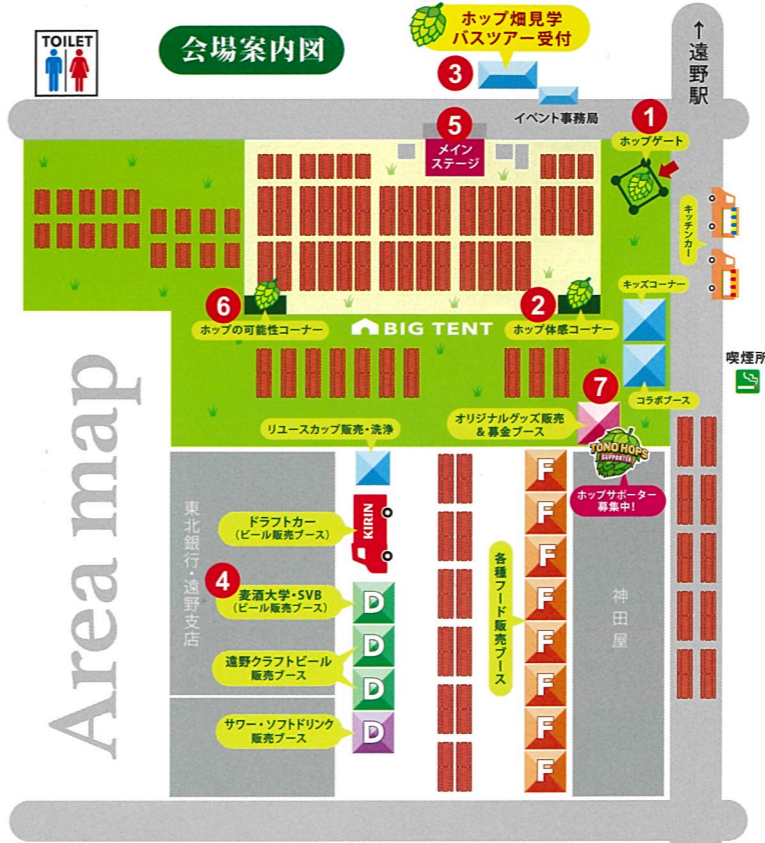 TOILET
会場案内図
ホップ畑見学
バスツアー受付
3
イベント事務局
↑遠野駅
5
メイン
ステージ
1
ホップゲート
キッチンカー
キッズコーナー
6
ホップの可能性コーナー
BIG TENT
2
ホップ体感コーナー
喫煙所
コラボブース
7
オリジナルグッズ販売
&募金ブース
TONO HOPS
SUPPORTER
ホップサポーター
募集中!
リユースカップ販売・洗浄
Area map
東北銀行・遠野支店
ドラフトカー
(ビール販売ブース)
KIRIN
4
麦酒大学・SVB
(ビール販売ブース)
D
遠野クラフトビール
販売ブース
D
D
サワー・ソフトドリンク
販売ブース
D
各種フード販売ブース
F
F
F
F
F
F
F
F
神田屋